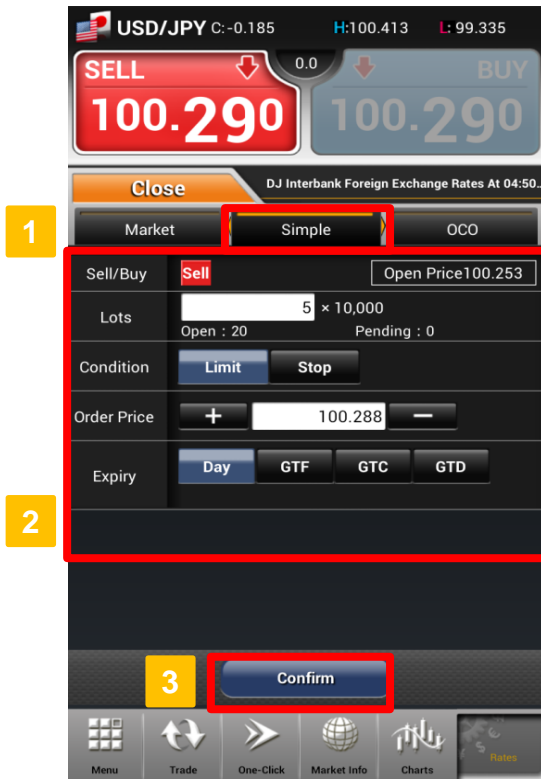 USD/JPY C:-0.185 H:100.413 L: 99.335
SELL 0.0 BUY
100.290 100.290
Close DJ Interbank Foreign Exchange Rates At 04:50..
1 Market Simple OCO
Sell/Buy Sell Open Price100.253
Lots 5 × 10,000
Open : 20 Pending : 0
Condition Limit Stop
Order Price + 100.288 −
Expiry Day GTF GTC GTD
2
3 Confirm
Menu Trade One-Click Market Info Charts Rates